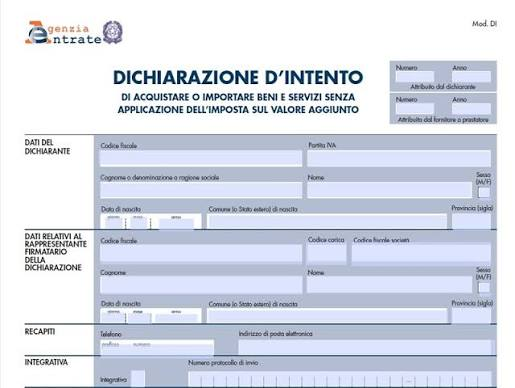 Agenzia
Entrate
Mod. DI
DICHIARAZIONE D'INTENTO
DI ACQUISTARE O IMPORTARE BENI E SERVIZI SENZA
APPLICAZIONE DELL'IMPOSTA SUL VALORE AGGIUNTO
Numero Anno
Attribuito dal dichiarante
Numero Anno
Attribuito dal fornitore o prestatore
DATI DEL
DICHIARANTE
Codice fiscale Partita IVA
Cognome o denominazione o ragione sociale Nome Sesso
(M/F)
Data di nascita Comune (o Stato estero) di nascita Provincia (sigla)
giorno mese anno
DATI RELATIVI AL
RAPPRESENTANTE
FIRMATARIO
DELLA
DICHIARAZIONE
Codice fiscale Codice carica Codice fiscale società
Cognome Nome Sesso
(M/F)
Data di nascita Comune (o Stato estero) di nascita Provincia (sigla)
giorno mese anno
RECAPITI
Telefono Indirizzo di posta elettronica
prefisso numero
INTEGRATIVA
Numero protocollo di invio
Integrativa